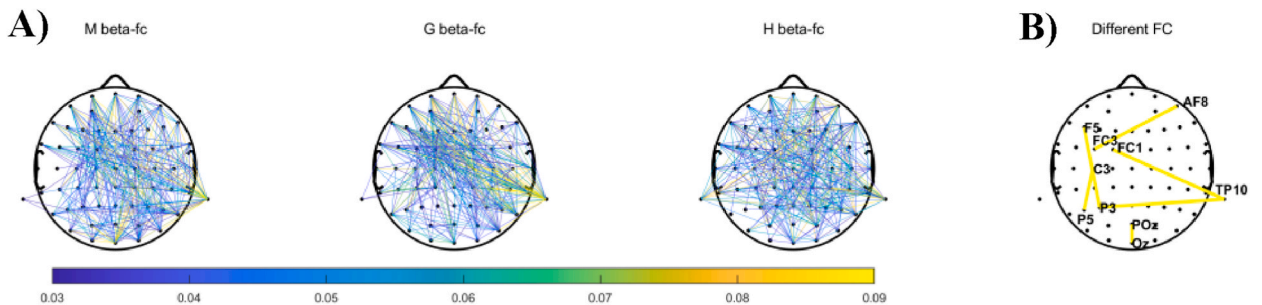 A)
M beta-fc
G beta-fc
H beta-fc
B)
Different FC
AF8
F5
FC3
FC1
C3
TP10
P3
P5
POz
Oz
0.03 0.04 0.05 0.06 0.07 0.08 0.09